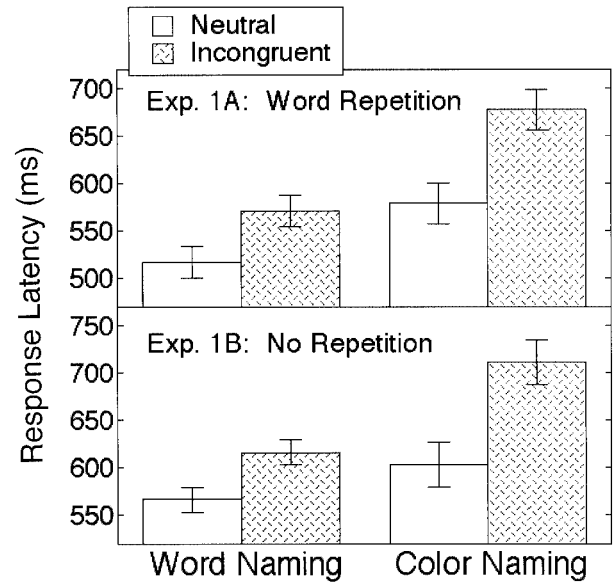 Neutral
Incongruent
Response Latency (ms)
700
650
600
550
500
Exp. 1A: Word Repetition
750
700
650
600
550
Exp. 1B: No Repetition
Word Naming
Color Naming